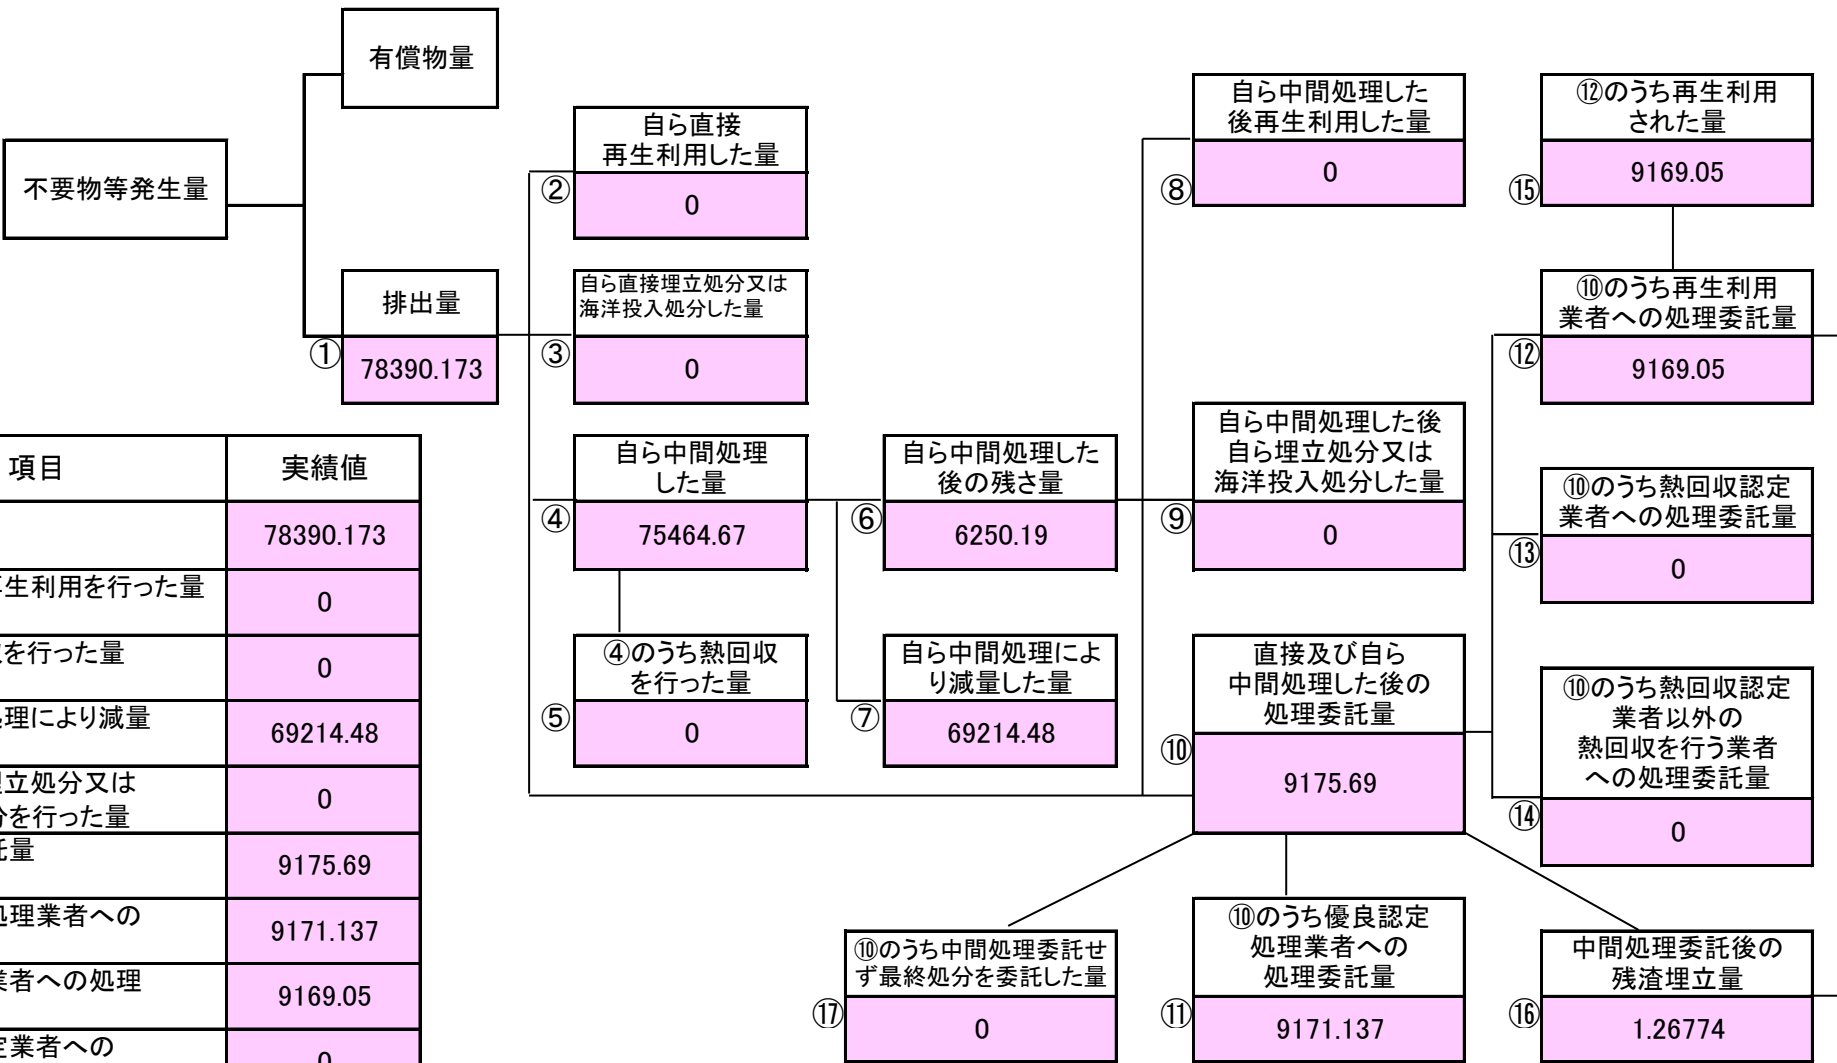 有償物量
不要物等発生量
排出量
①
78390.173
自ら直接
再生利用した量
②
0
自ら直接埋立処分又は
海洋投入処分した量
③
0
自ら中間処理
した量
④
75464.67
④のうち熱回収
を行った量
⑤
0
自ら中間処理した
後の残さ量
⑥
6250.19
自ら中間処理によ
り減量した量
⑦
69214.48
自ら中間処理した
後再生利用した量
⑧
0
自ら中間処理した後
自ら埋立処分又は
海洋投入処分した量
⑨
0
直接及び自ら
中間処理した後の
処理委託量
⑩
9175.69
⑫のうち再生利用
された量
⑮
9169.05
⑩のうち再生利用
業者への処理委託量
⑫
9169.05
⑩のうち熱回収認定
業者への処理委託量
⑬
0
⑩のうち熱回収認定
業者以外の
熱回収を行う業者
への処理委託量
⑭
0
⑩のうち中間処理委託せ
ず最終処分を委託した量
⑰
0
⑩のうち優良認定
処理業者への
処理委託量
⑪
9171.137
中間処理委託後の
残渣埋立量
⑯
1.26774
項目
実績値
78390.173
生利用を行った量
0
を行った量
0
理により減量
69214.48
立処分又は
を行った量
0
量
9175.69
処理業者への
9171.137
業者への処理
9169.05
業者への
0